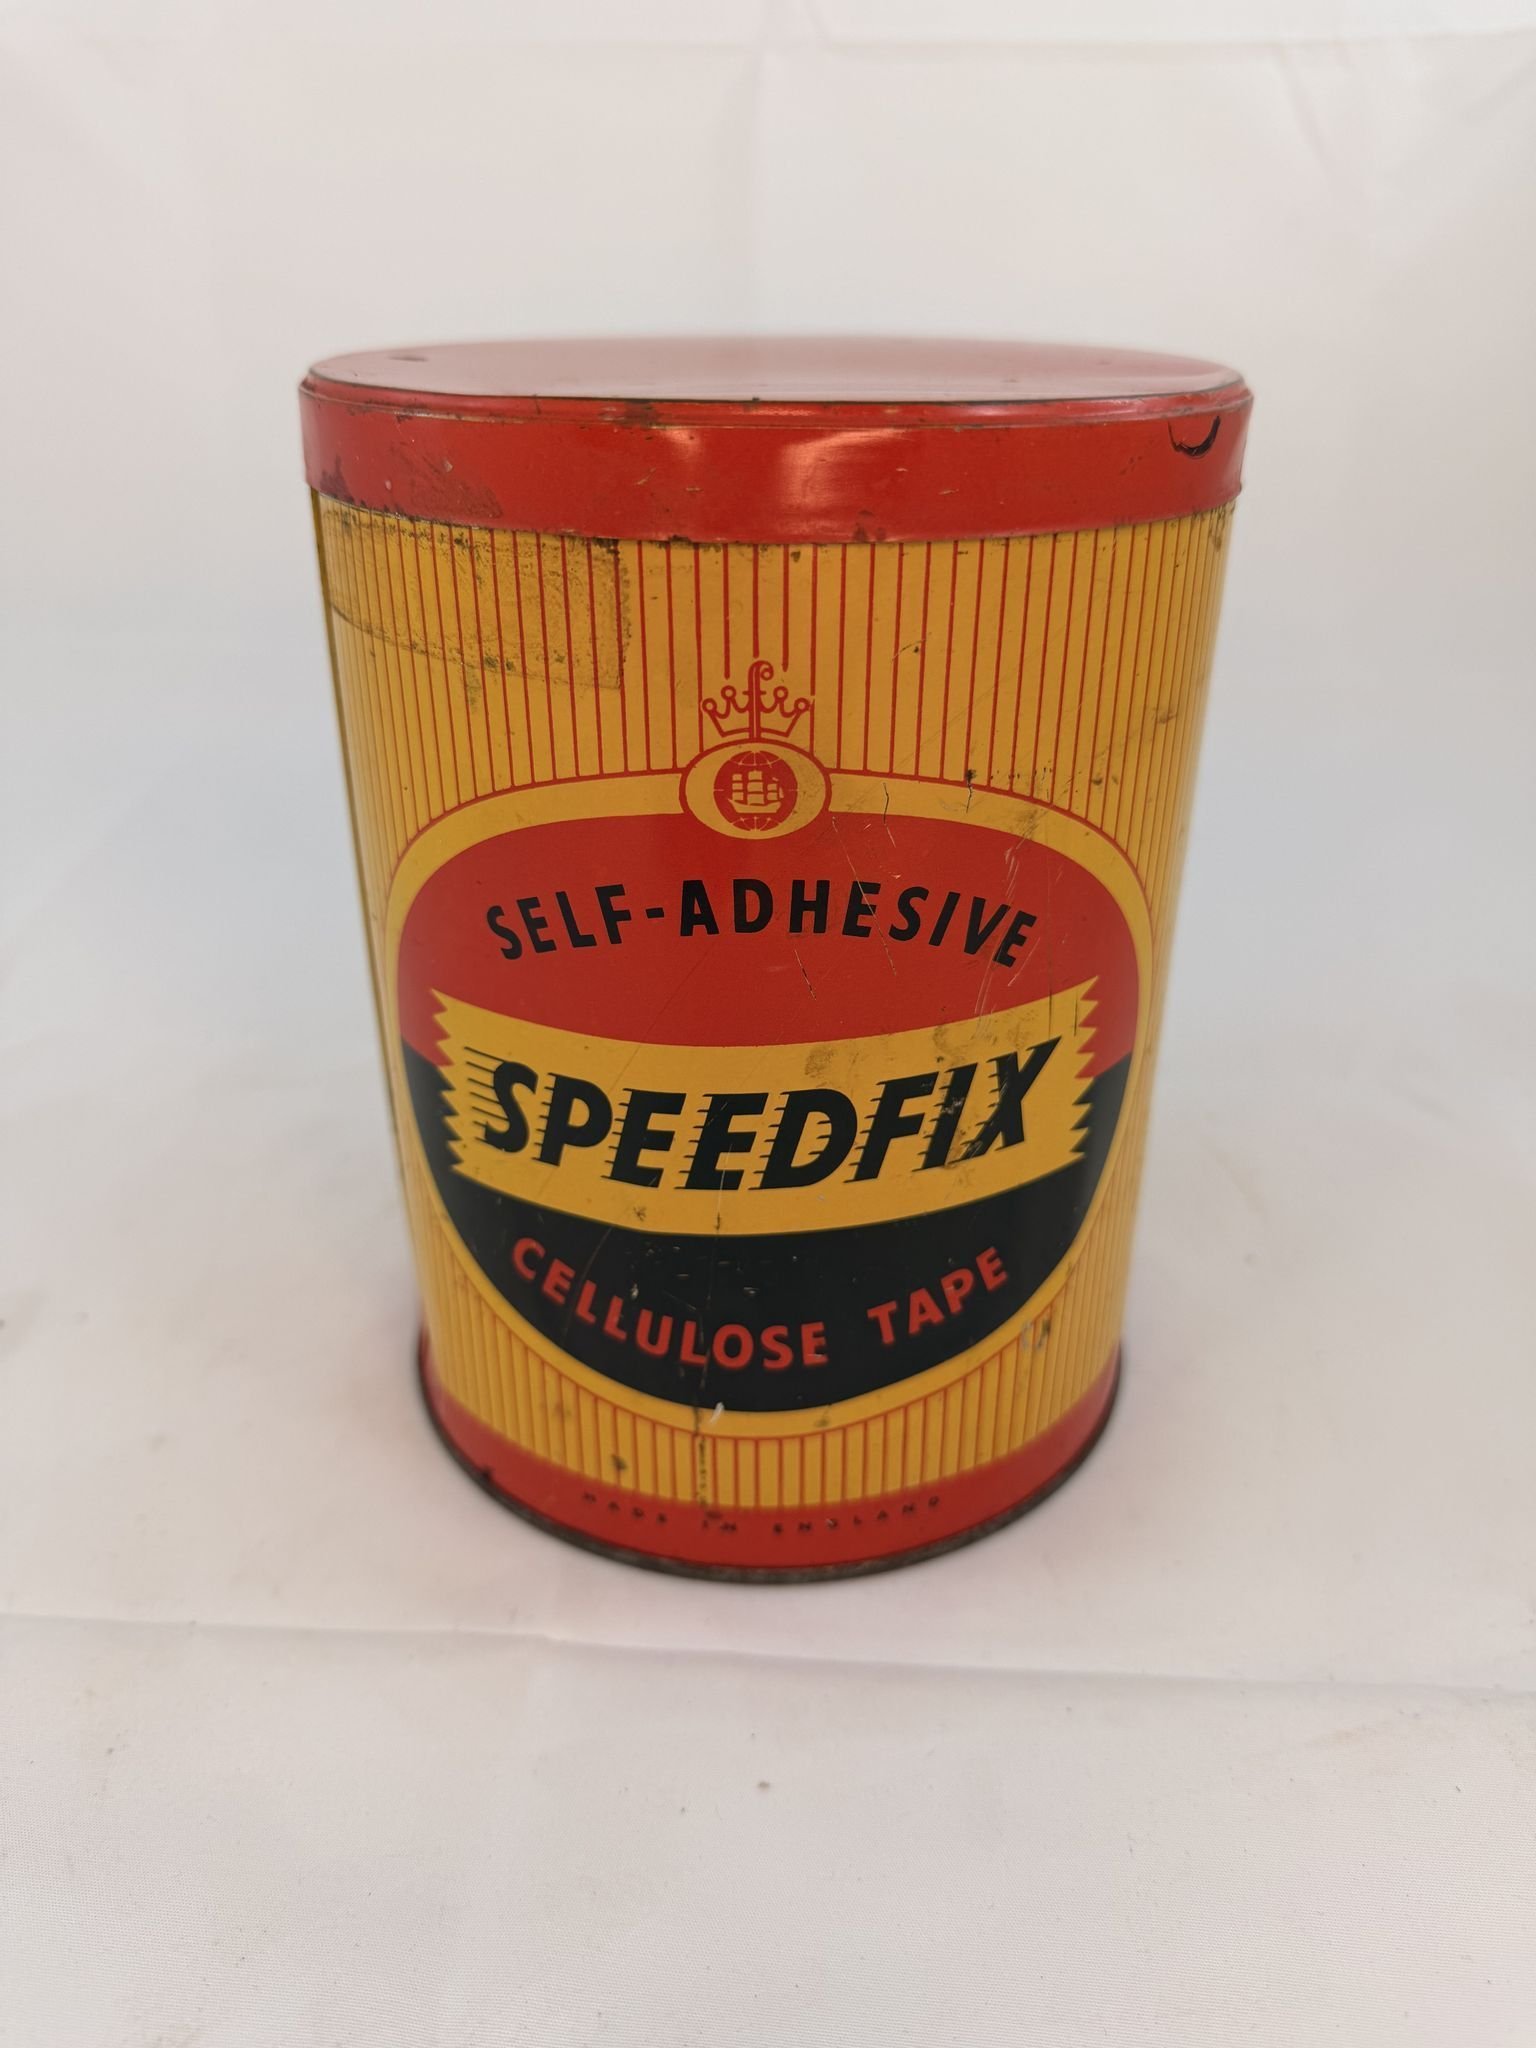 SELF-ADHESIVE
SPEEDFIX
CELLULOSE TAPE
MADE IN ENGLAND